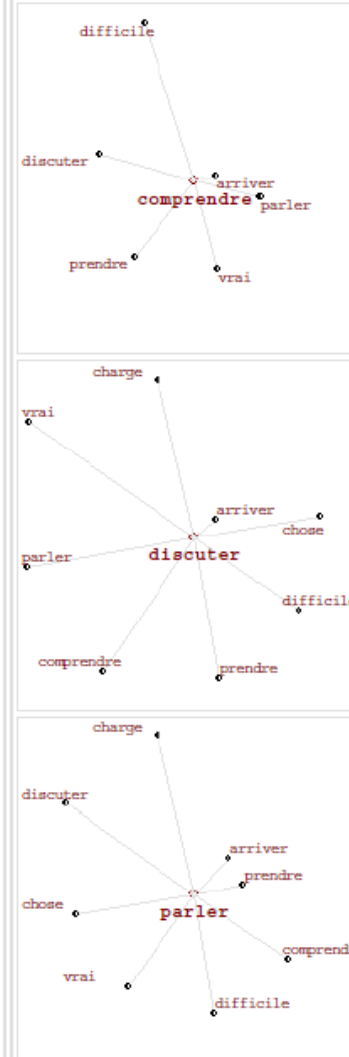 difficile
discuter
arriver
comprendre
parler
prendre
vrai
charge
vrai
arriver
chose
discuter
parler
difficile
comprendre
prendre
charge
discuter
arriver
prendre
chose
parler
comprend
vrai
difficile